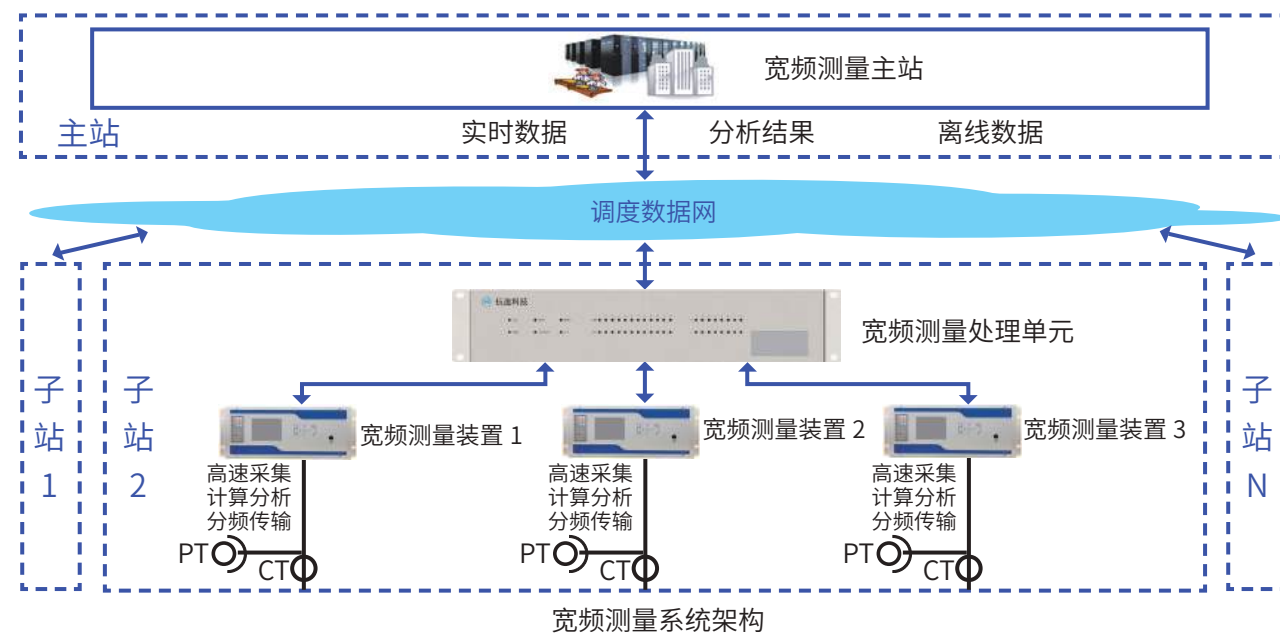 宽频测量主站
主站
实时数据
分析结果
离线数据
调度数据网
子站1
子站2
宽频测量处理单元
宽频测量装置 1
宽频测量装置 2
宽频测量装置 3
高速采集
计算分析
分频传输
PT
CT
高速采集
计算分析
分频传输
PT
CT
高速采集
计算分析
分频传输
PT
CT
子站N
宽频测量系统架构